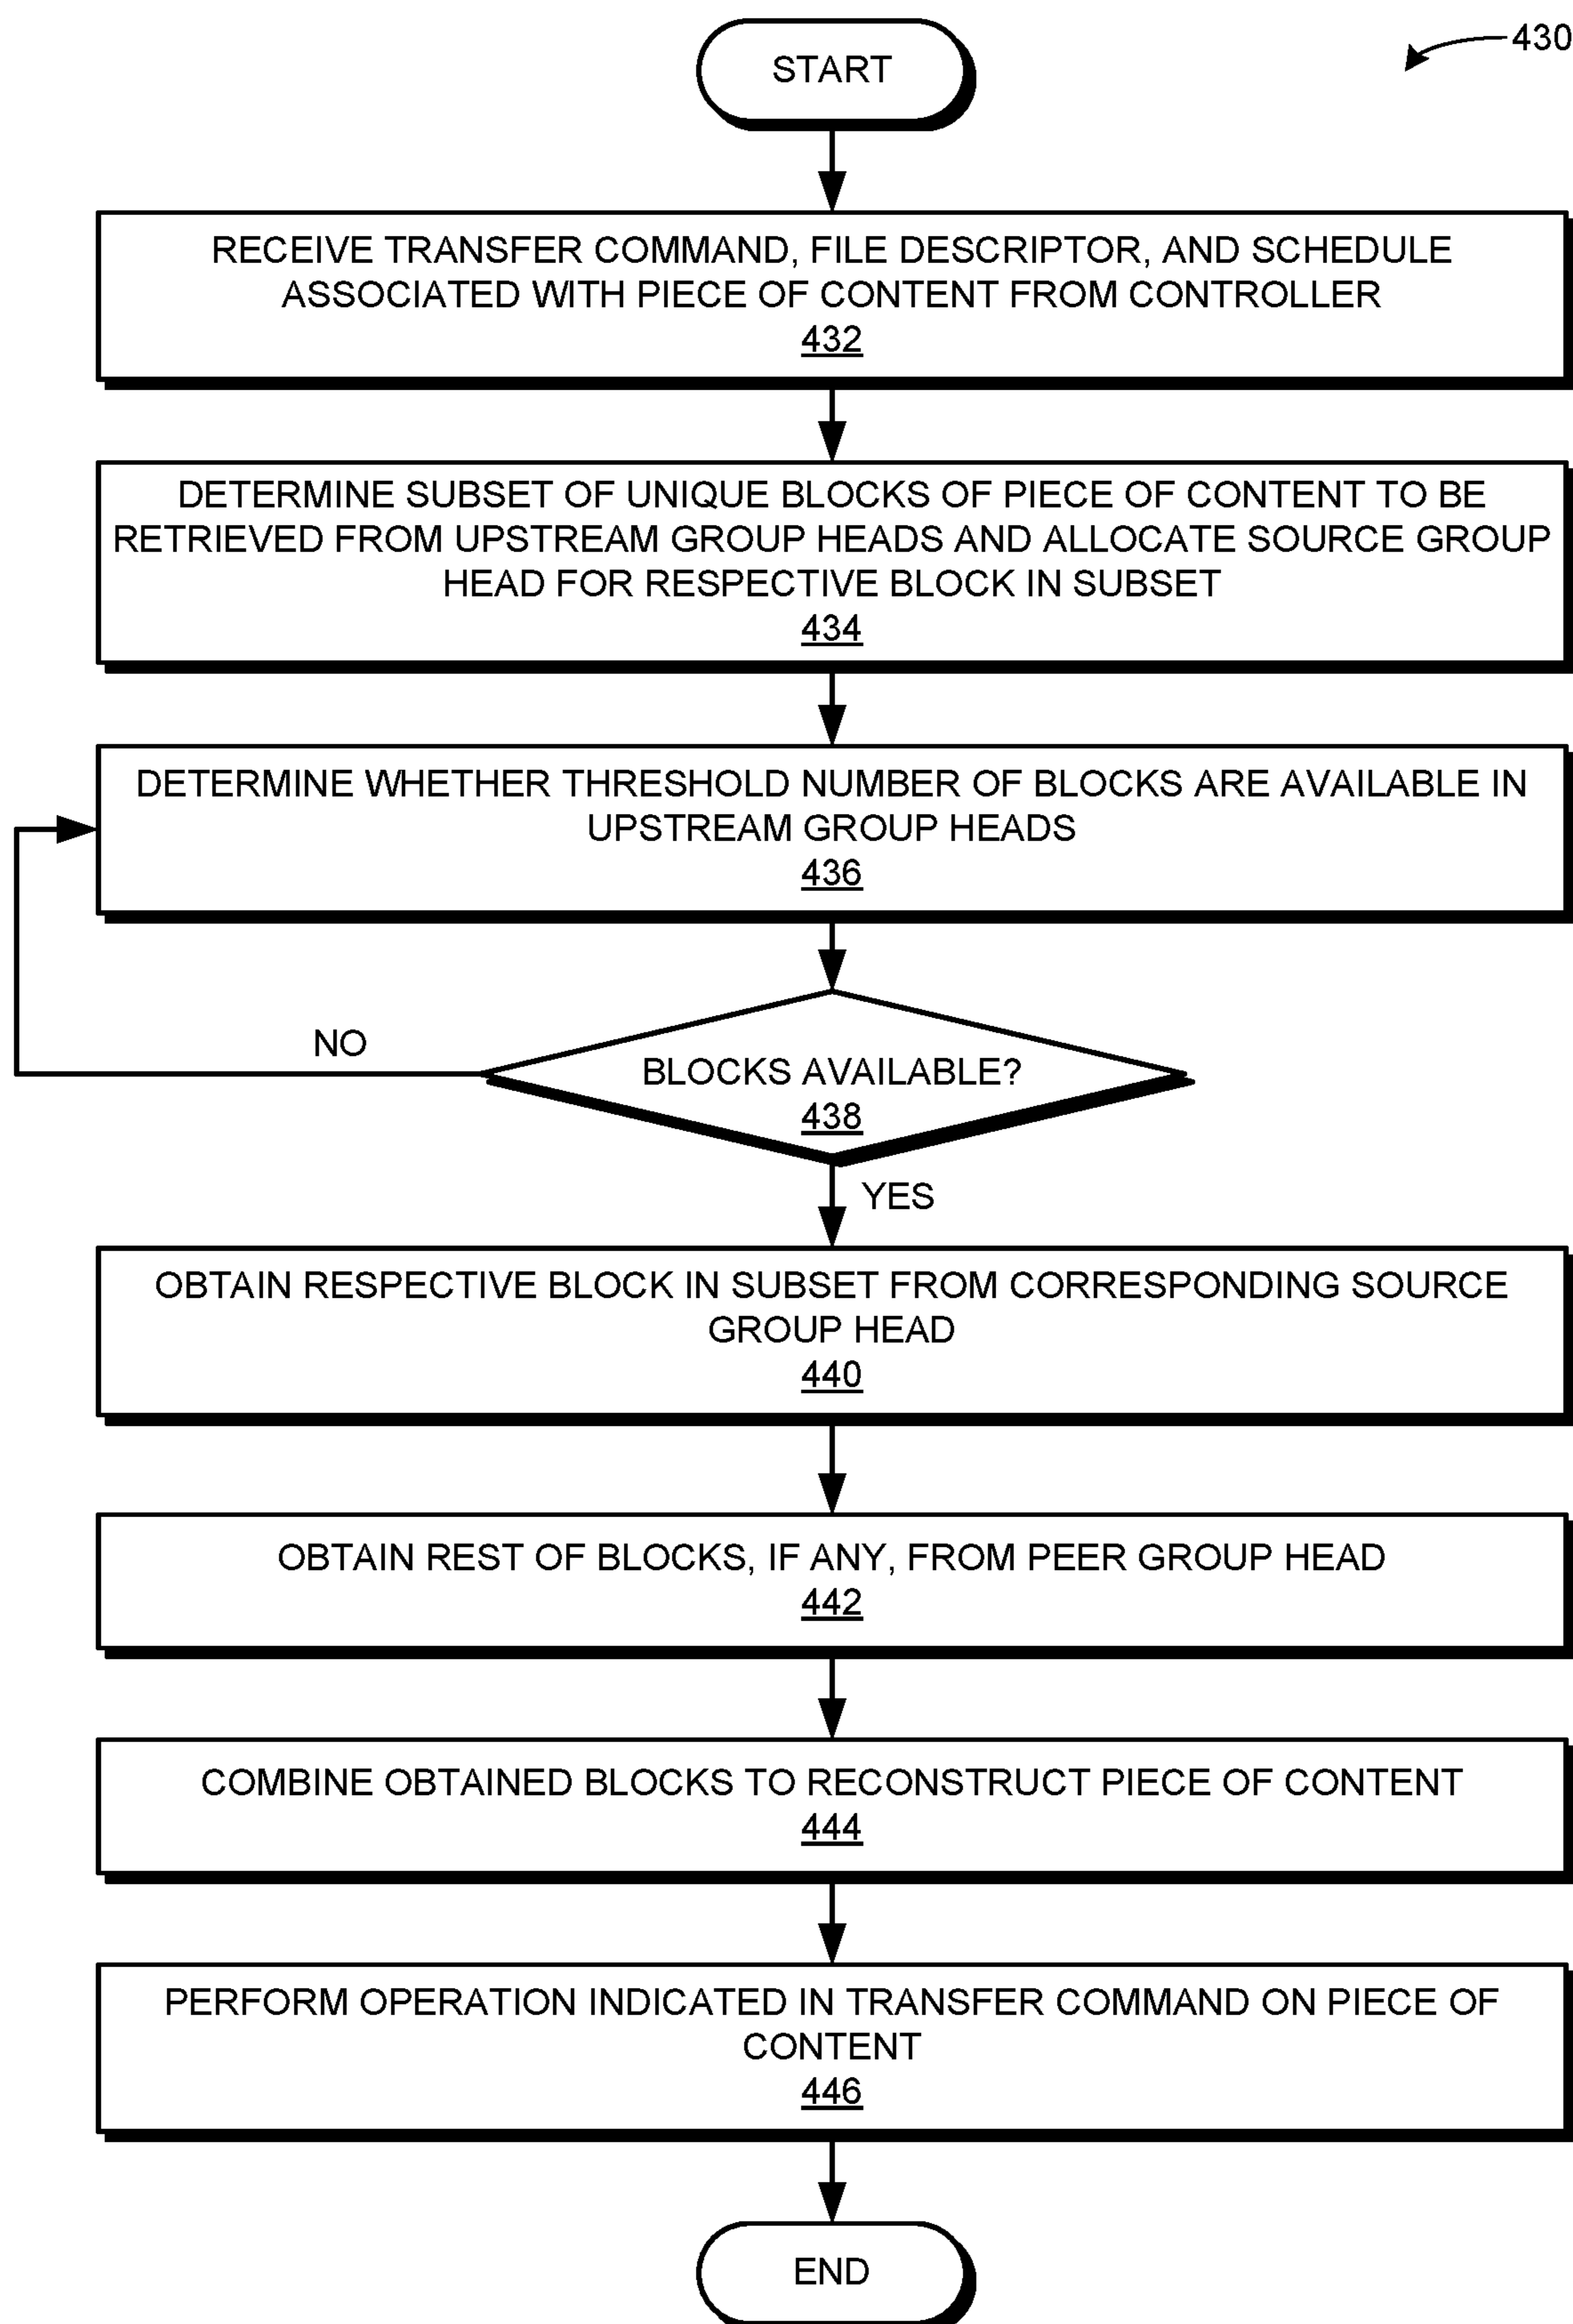 430
START
RECEIVE TRANSFER COMMAND, FILE DESCRIPTOR, AND SCHEDULE
ASSOCIATED WITH PIECE OF CONTENT FROM CONTROLLER
432
DETERMINE SUBSET OF UNIQUE BLOCKS OF PIECE OF CONTENT TO BE
RETRIEVED FROM UPSTREAM GROUP HEADS AND ALLOCATE SOURCE GROUP
HEAD FOR RESPECTIVE BLOCK IN SUBSET
434
DETERMINE WHETHER THRESHOLD NUMBER OF BLOCKS ARE AVAILABLE IN
UPSTREAM GROUP HEADS
436
NO
BLOCKS AVAILABLE?
438
YES
OBTAIN RESPECTIVE BLOCK IN SUBSET FROM CORRESPONDING SOURCE
GROUP HEAD
440
OBTAIN REST OF BLOCKS, IF ANY, FROM PEER GROUP HEAD
442
COMBINE OBTAINED BLOCKS TO RECONSTRUCT PIECE OF CONTENT
444
PERFORM OPERATION INDICATED IN TRANSFER COMMAND ON PIECE OF
CONTENT
446
END